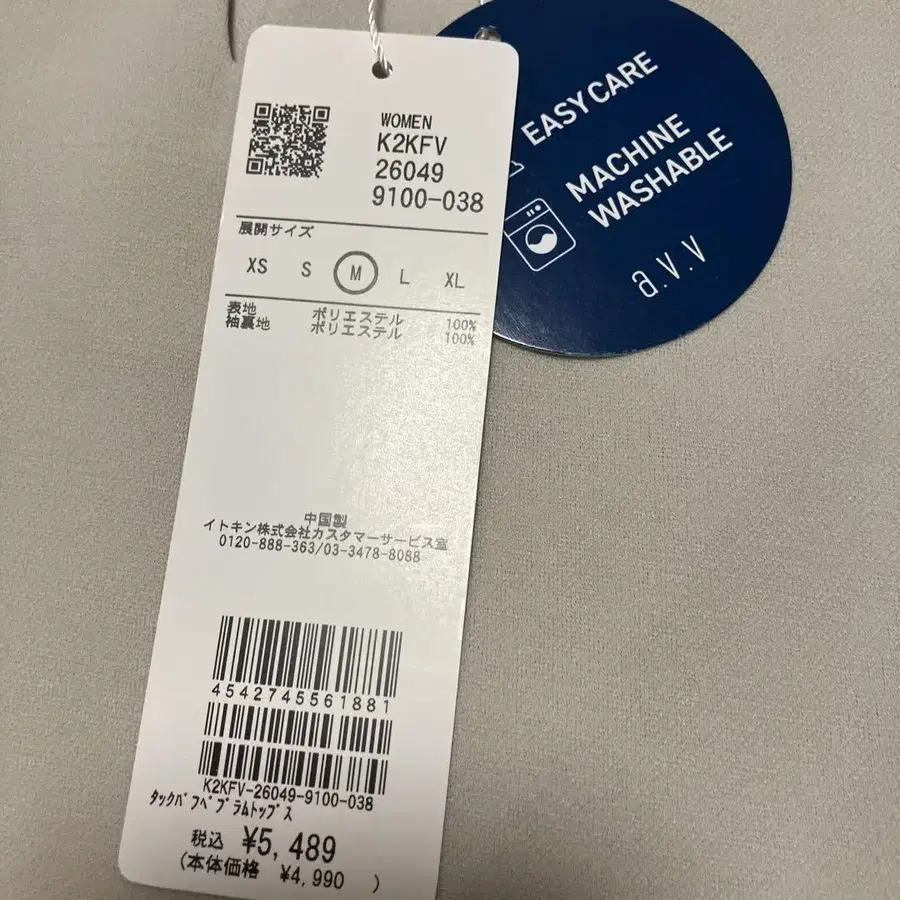 WOMEN
K2KFV
26049
9100-038
展開サイズ
XS S M L XL
表地 ポリエステル 100%
袖裏地 ポリエステル 100%
中国製
イトキン株式会社カスタマーサービス室
0120-888-363/03-3478-8088
4542745561881
K2KFV-26049-9100-038
タックパフペプラムトップス
税込 ¥5,489
(本体価格 ¥4,990 )
EASY CARE
MACHINE
WASHABLE
a.v.v